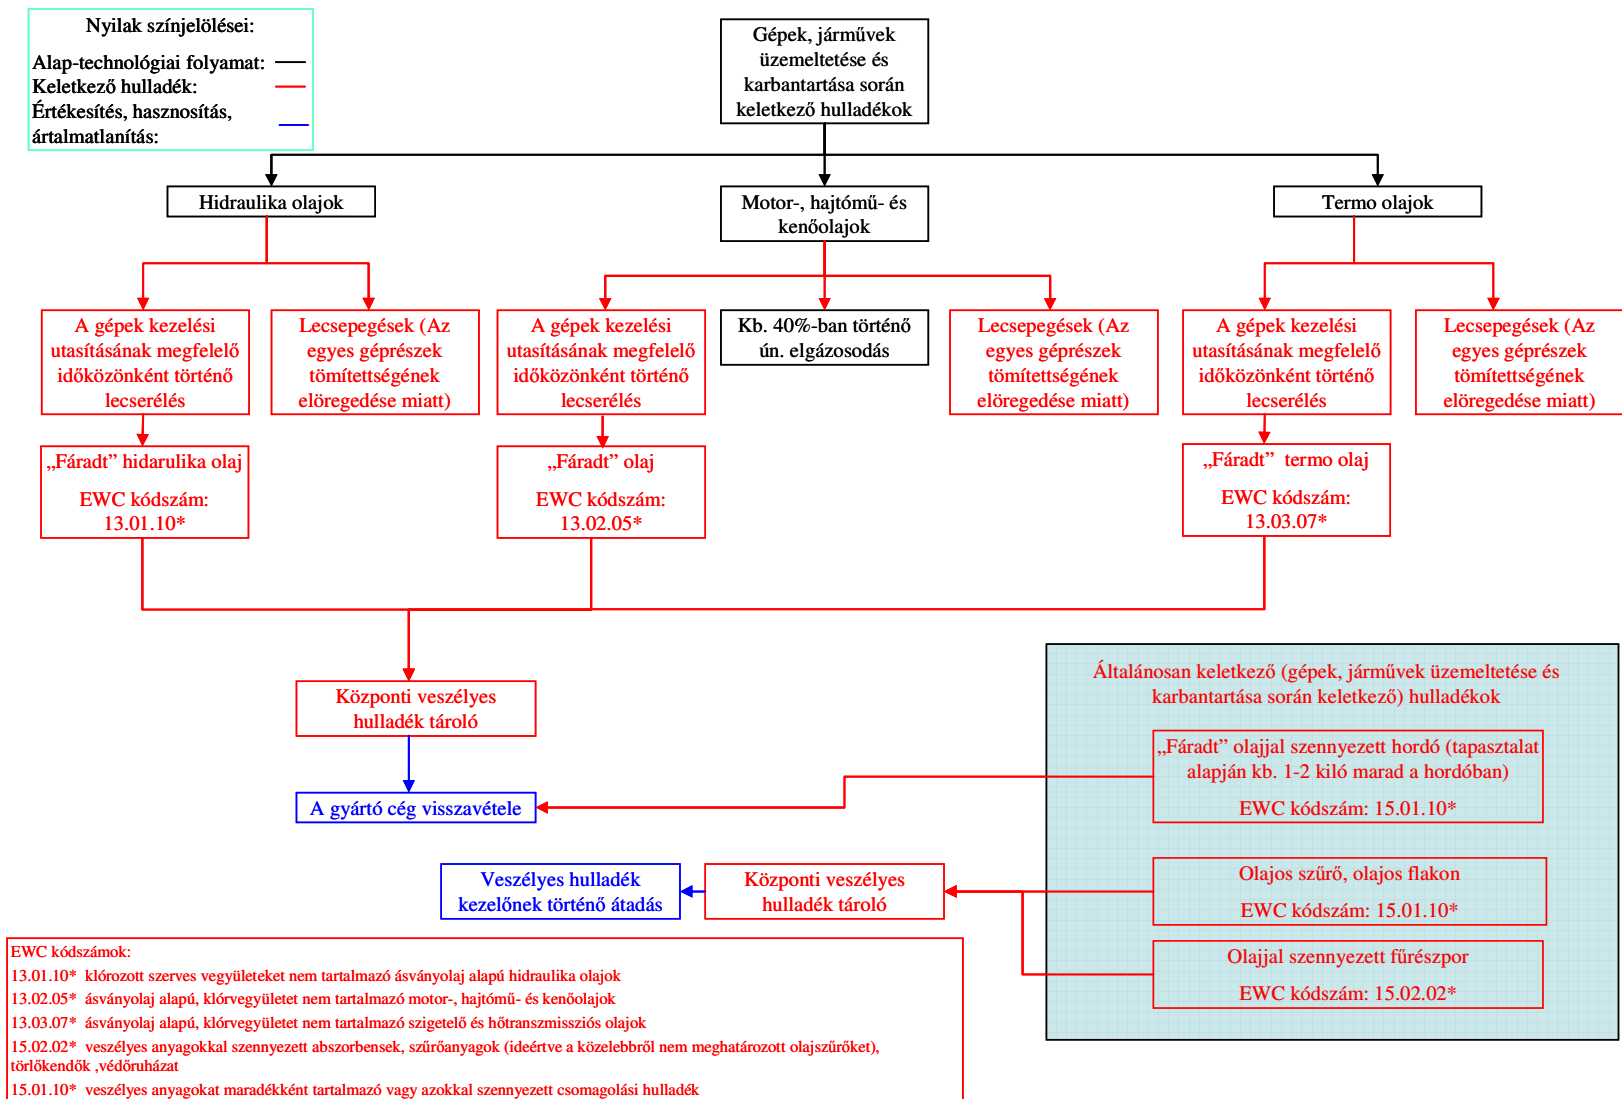 Nyilak színjelölései:
Alap-technológiai folyamat:
Keletkező hulladék:
Értékesítés, hasznosítás,
ártalmatlanítás:
Gépek, járművek
üzemeltetése és
karbantartása során
keletkező hulladékok
Hidraulika olajok
Motor-, hajtómű- és
kenőolajok
Termo olajok
A gépek kezelési
utasításának megfelelő
időközönként történő
lecserélés
Lecsepegések (Az
egyes géprészek
tömítettségének
elöregedése miatt)
A gépek kezelési
utasításának megfelelő
időközönként történő
lecserélés
Kb. 40%-ban történő
ún. elgázosodás
Lecsepegések (Az
egyes géprészek
tömítettségének
elöregedése miatt)
A gépek kezelési
utasításának megfelelő
időközönként történő
lecserélés
Lecsepegések (Az
egyes géprészek
tömítettségének
elöregedése miatt)
„Fáradt” hidarulika olaj
EWC kódszám:
13.01.10*
„Fáradt” olaj
EWC kódszám:
13.02.05*
„Fáradt” termo olaj
EWC kódszám:
13.03.07*
Központi veszélyes
hulladék tároló
A gyártó cég visszavétele
Általánosan keletkező (gépek, járművek üzemeltetése és
karbantartása során keletkező) hulladékok
„Fáradt” olajjal szennyezett hordó (tapasztalat
alapján kb. 1-2 kiló marad a hordóban)
EWC kódszám: 15.01.10*
Veszélyes hulladék
kezelőnek történő átadás
Központi veszélyes
hulladék tároló
Olajos szűrő, olajos flakon
EWC kódszám: 15.01.10*
Olajjal szennyezett fűrészpor
EWC kódszám: 15.02.02*
EWC kódszámok:
13.01.10* klórozott szerves vegyületeket nem tartalmazó ásványolaj alapú hidraulika olajok
13.02.05* ásványolaj alapú, klórvegyületet nem tartalmazó motor-, hajtómű- és kenőolajok
13.03.07* ásványolaj alapú, klórvegyületet nem tartalmazó szigetelő és hőtranszmissziós olajok
15.02.02* veszélyes anyagokkal szennyezett abszorbensek, szűrőanyagok (ideértve a közelebbről nem meghatározott olajszűrőket),
törlőkendők ,védőruházat
15.01.10* veszélyes anyagokat maradékként tartalmazó vagy azokkal szennyezett csomagolási hulladék